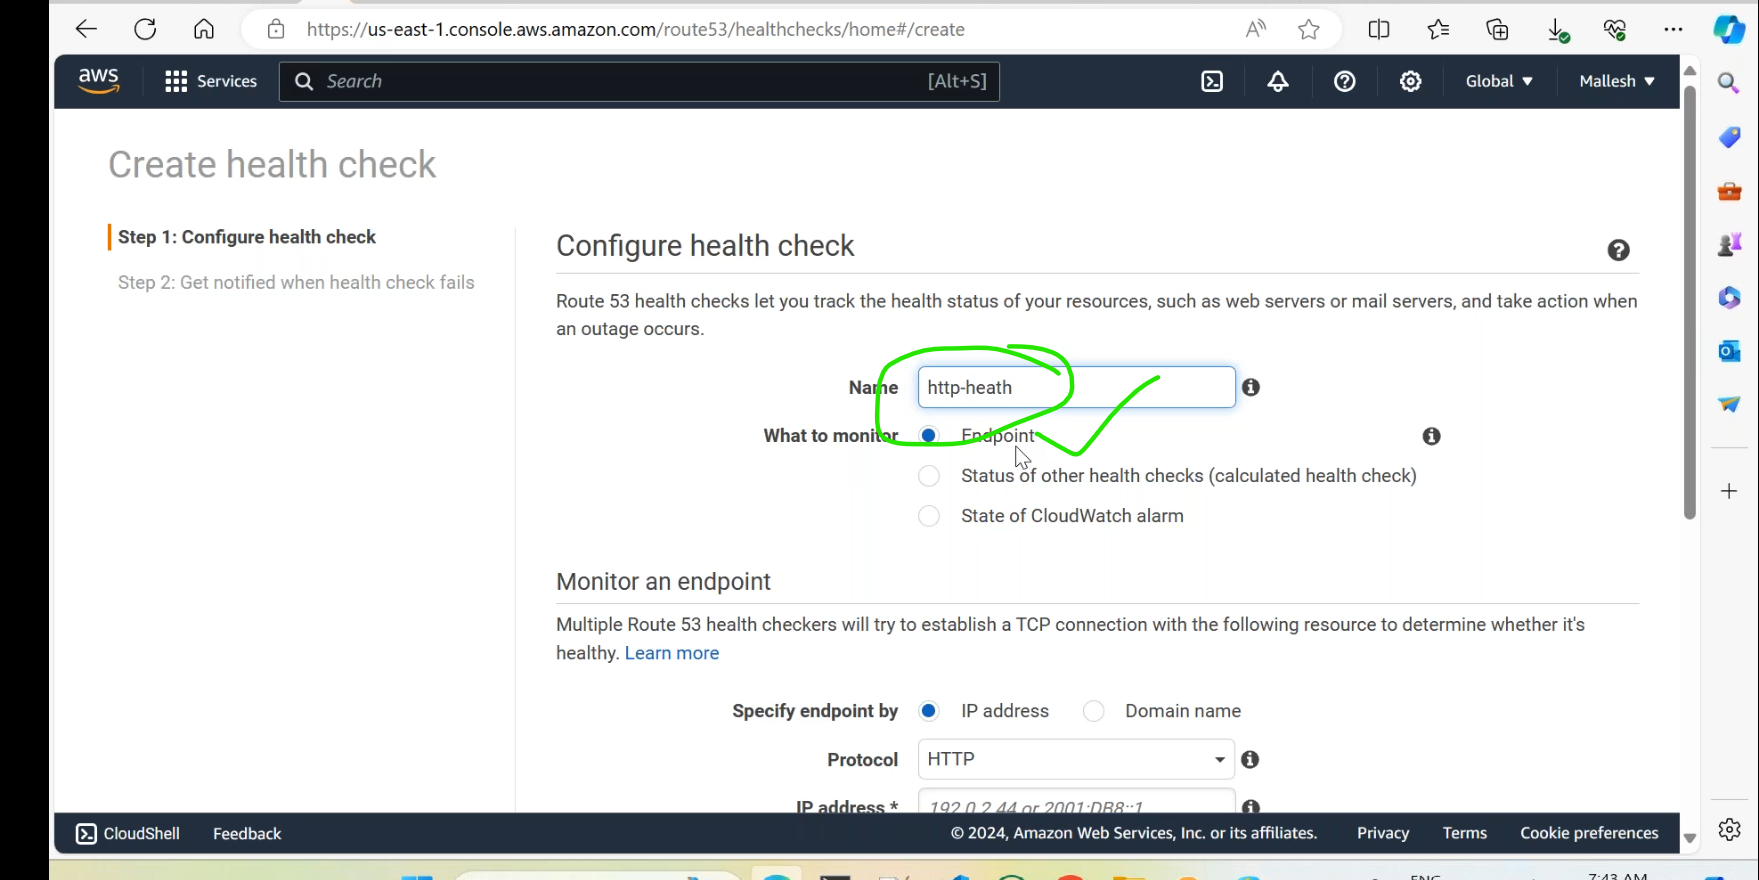 https://us-east-1.console.aws.amazon.com/route53/healthchecks/home#/create
aws Services Search [Alt+S] Global Mallesh
Create health check
Step 1: Configure health check
Step 2: Get notified when health check fails
Configure health check
Route 53 health checks let you track the health status of your resources, such as web servers or mail servers, and take action when
an outage occurs.
Name http-heath
What to monitor Endpoint
Status of other health checks (calculated health check)
State of CloudWatch alarm
Monitor an endpoint
Multiple Route 53 health checkers will try to establish a TCP connection with the following resource to determine whether it's
healthy. Learn more
Specify endpoint by IP address Domain name
Protocol HTTP
IP address * 192.0.2.44 or 2001:DB8::1
CloudShell Feedback © 2024, Amazon Web Services, Inc. or its affiliates. Privacy Terms Cookie preferences
ENG 7:43 AM